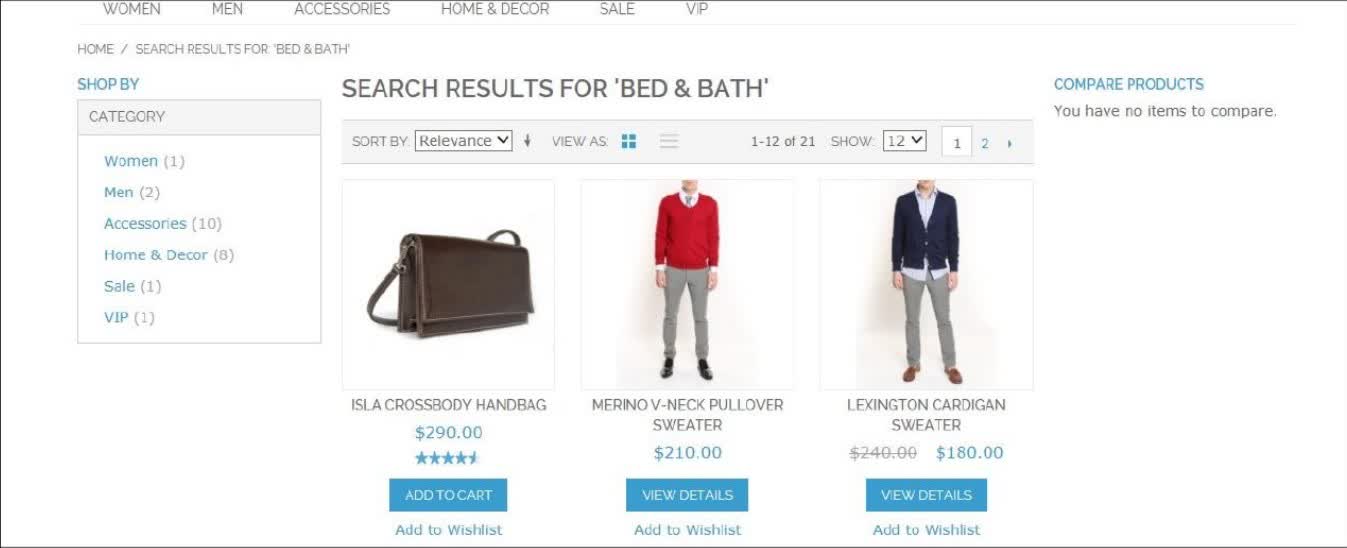 WOMEN MEN ACCESSORIES HOME & DECOR SALE VIP
HOME / SEARCH RESULTS FOR: 'BED & BATH'
SHOP BY
CATEGORY
Women (1)
Men (2)
Accessories (10)
Home & Decor (8)
Sale (1)
VIP (1)
SEARCH RESULTS FOR 'BED & BATH'
SORT BY: Relevance VIEW AS: 1-12 of 21 SHOW: 12 1 2
ISLA CROSSBODY HANDBAG
$290.00
ADD TO CART
Add to Wishlist
MERINO V-NECK PULLOVER
SWEATER
$210.00
VIEW DETAILS
Add to Wishlist
LEXINGTON CARDIGAN
SWEATER
$240.00 $180.00
VIEW DETAILS
Add to Wishlist
COMPARE PRODUCTS
You have no items to compare.